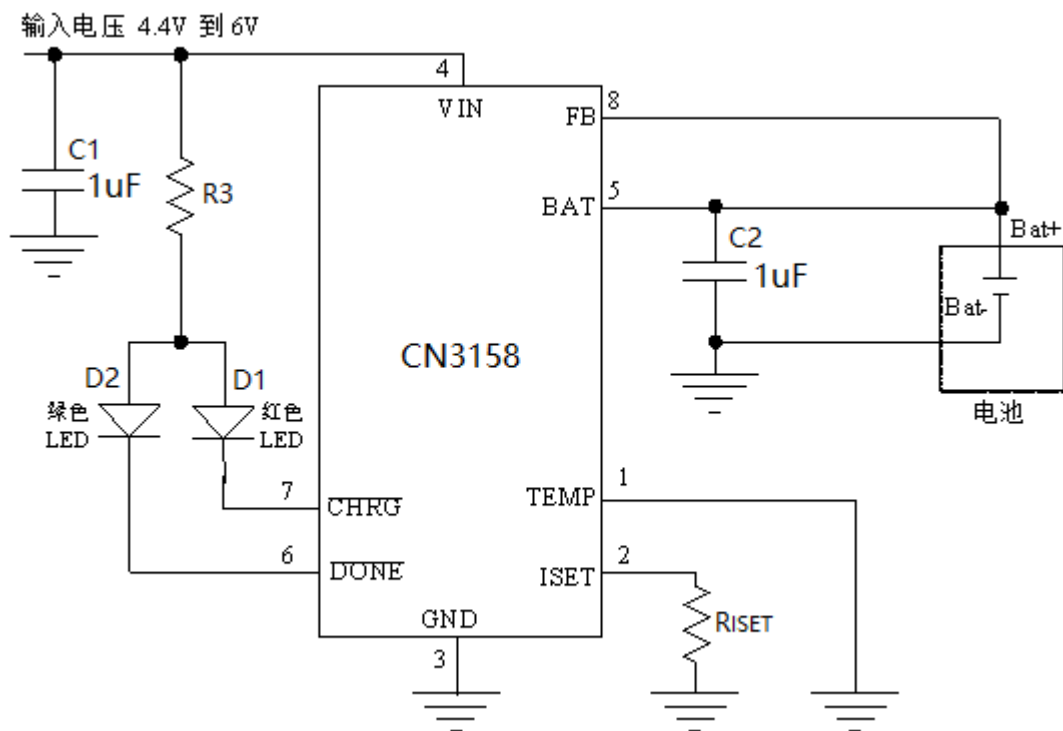 输入电压 4.4V 到 6V
4
VIN
8
FB
C1
1uF
R3
BAT
5
C2
1uF
Bat+
Bat-
电池
CN3158
D2
D1
绿色
LED
红色
LED
7
CHRG
6
DONE
TEMP
1
ISET
2
RISET
GND
3